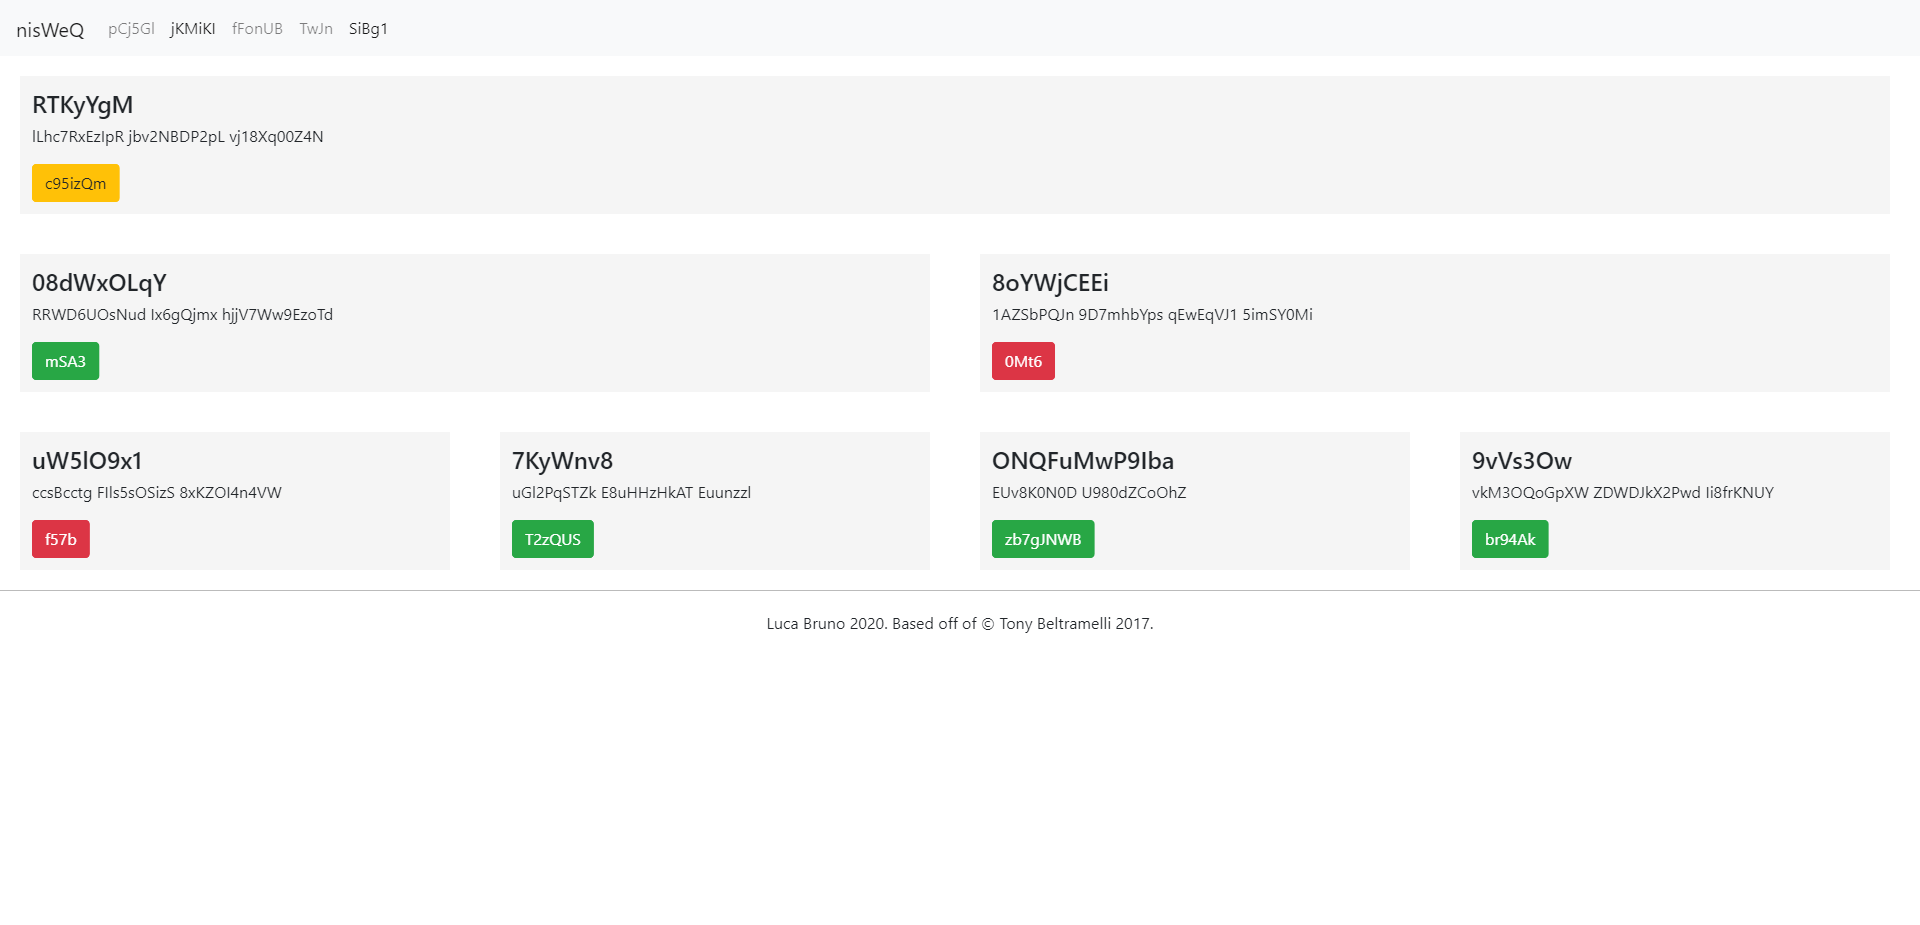 nisWeQ pCj5Gl jKMiKI fFonUB TwJn SiBg1
RTKyYgM
lLhc7RxEzIpR jbv2NBDP2pL vj18Xq00Z4N
c95izQm
08dWxOLqY
RRWD6UOsNud Ix6gQjmx hjjV7Ww9EzoTd
mSA3
8oYWjCEEi
1AZSbPQJn 9D7mhbYps qEwEqVJ1 5imSY0Mi
0Mt6
uW5lO9x1
ccsBcctg FIls5sOSizS 8xKZOI4n4VW
f57b
7KyWnv8
uGl2PqSTZk E8uHHzHkAT Euunzzl
T2zQUS
ONQFuMwP9Iba
EUv8K0N0D U980dZCoOhZ
zb7gJNWB
9vVs3Ow
vkM3OQoGpXW ZDWDJkX2Pwd Ii8frKNUY
br94Ak
Luca Bruno 2020. Based off of © Tony Beltramelli 2017.